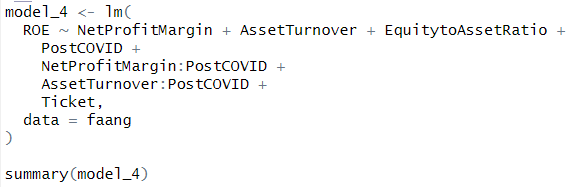 model_4 <- lm(
  ROE ~ NetProfitMargin + AssetTurnover + EquitytoAssetRatio +
    PostCOVID +
    NetProfitMargin:PostCOVID +
    AssetTurnover:PostCOVID +
    Ticket,
  data = faang
)

summary(model_4)